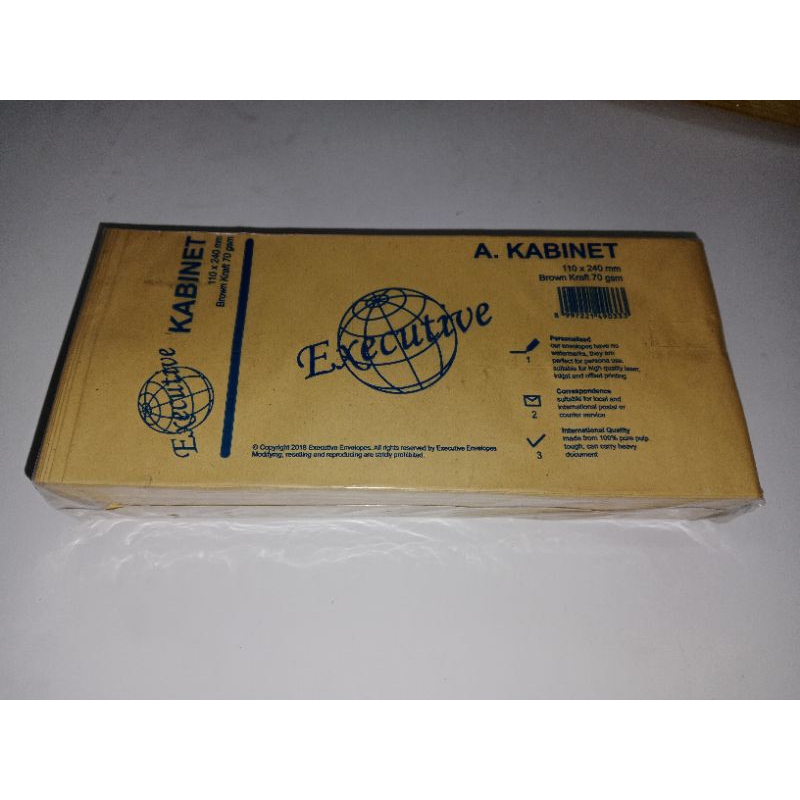 KABINET
110 x 240 mm
Brown Kraft 70 gsm
Executive
A. KABINET
110 x 240 mm
Brown Kraft 70 gsm
Executive
1
Personalised
our envelopes have no
watermarks, they are
perfect for persona use.
suitable for high quality laser,
inkjet and offset printing
2
Correspondence
suitable for local and
international postal or
courier service
3
International Quality
made from 100% pure pulp
tough, can carry heavy
document
© Copyright 2018 Executive Envelopes. All rights reserved by Executive Envelopes
Modifying, reselling and reproducing are strictly prohibited.